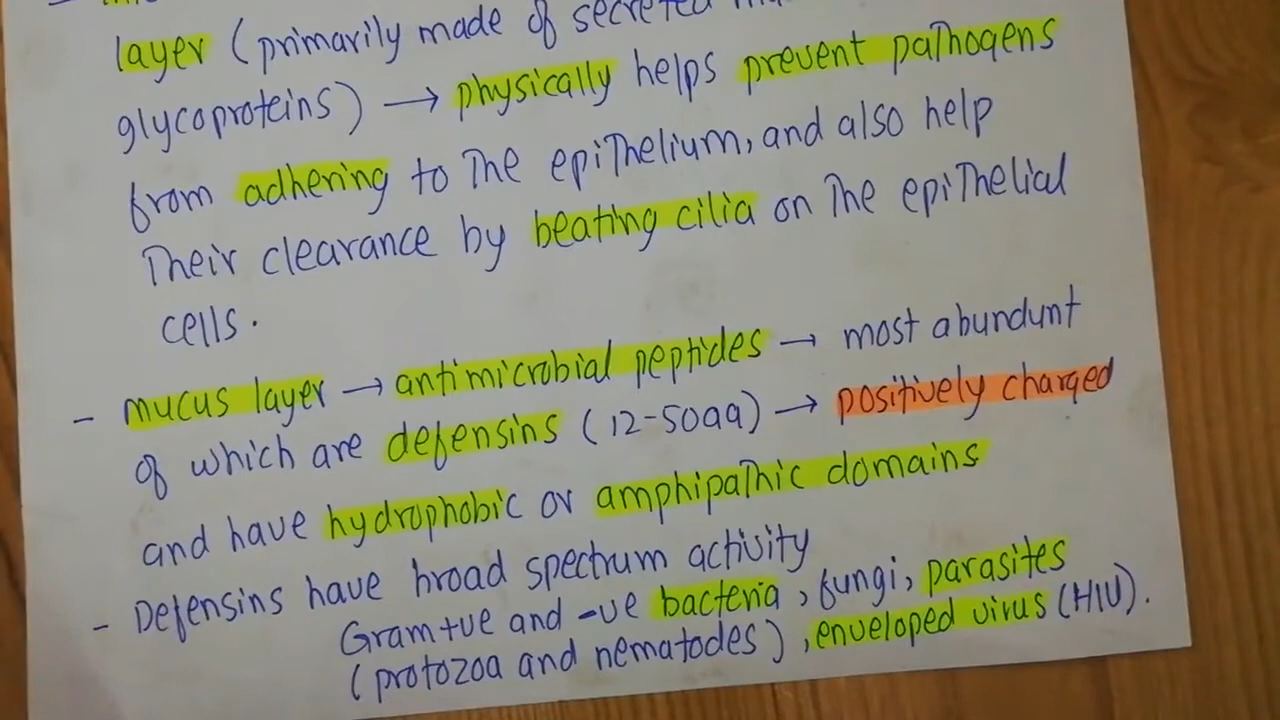 layer (primarily made of secreted
glycoproteins) → physically helps prevent pathogens
from adhering to the epithelium, and also help
their clearance by beating cilia on the epithelial
cells.
- mucus layer → antimicrobial peptides → most abundunt
of which are defensins (12-50aa) → positively charged
and have hydrophobic or amphipathic domains
- Defensins have broad spectrum activity
Gram+ve and -ve bacteria, fungi, parasites
(protozoa and nematodes), enveloped virus (HIV).